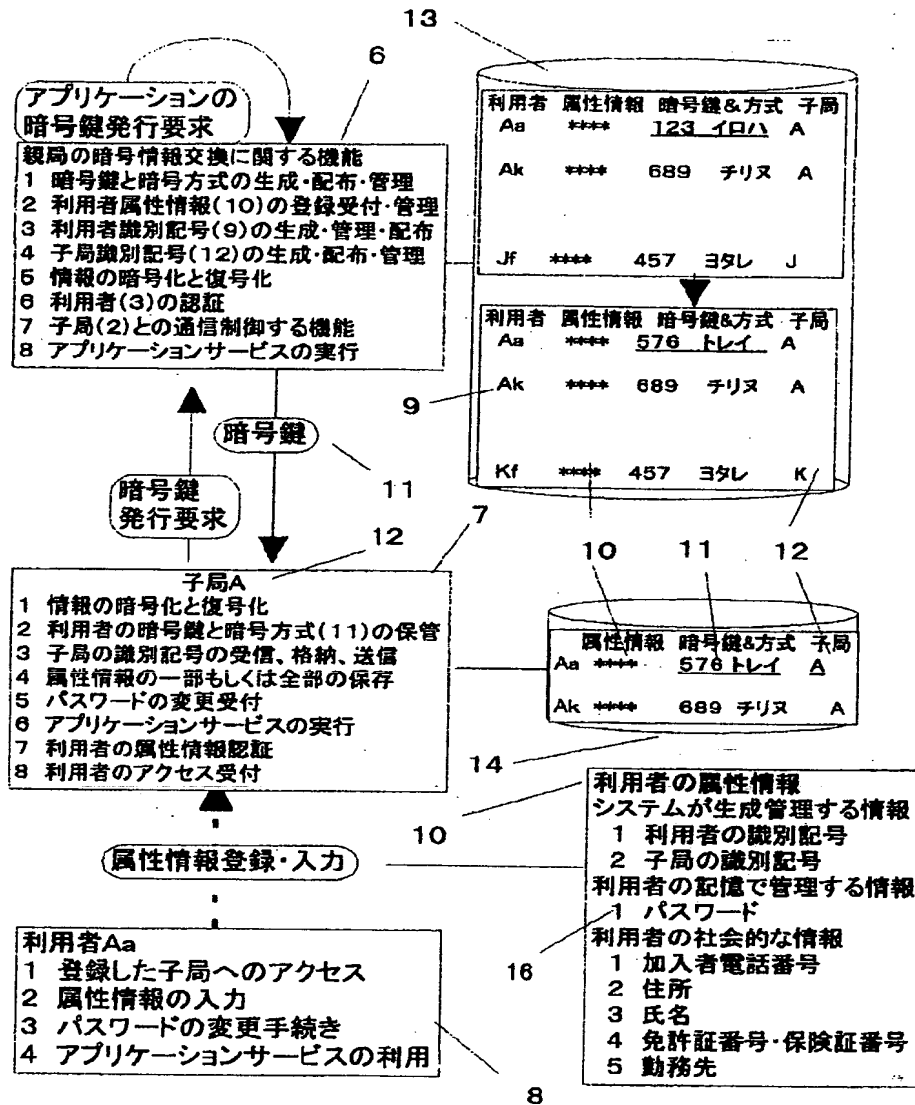 13
6
アプリケーションの
暗号鍵発行要求
親局の暗号情報交換に関する機能
1 暗号鍵と暗号方式の生成・配布・管理
2 利用者属性情報(10)の登録受付・管理
3 利用者識別記号(9)の生成・管理・配布
4 子局識別記号(12)の生成・配布・管理
5 情報の暗号化と復号化
6 利用者(3)の認証
7 子局(2)との通信制御する機能
8 アプリケーションサービスの実行
利用者 属性情報 暗号鍵&方式 子局
Aa **** 123 イロハ A
Ak **** 689 チリヌ A
Jf **** 457 ヨタレ J
利用者 属性情報 暗号鍵&方式 子局
Aa **** 576 トレイ A
Ak **** 689 チリヌ A
Kf **** 457 ヨタレ K
9
暗号鍵
11
暗号鍵
発行要求
12
7
10
11
12
子局A
1 情報の暗号化と復号化
2 利用者の暗号鍵と暗号方式(11)の保管
3 子局の識別記号の受信、格納、送信
4 属性情報の一部もしくは全部の保存
5 パスワードの変更受付
6 アプリケーションサービスの実行
7 利用者の属性情報認証
8 利用者のアクセス受付
属性情報 暗号鍵&方式 子局
Aa **** 576 トレイ A
Ak **** 689 チリヌ A
14
10
属性情報登録・入力
利用者の属性情報
システムが生成管理する情報
1 利用者の識別記号
2 子局の識別記号
利用者の記憶で管理する情報
1 パスワード
利用者の社会的な情報
1 加入者電話番号
2 住所
3 氏名
4 免許証番号・保険証番号
5 勤務先
16
利用者Aa
1 登録した子局へのアクセス
2 属性情報の入力
3 パスワードの変更手続き
4 アプリケーションサービスの利用
8